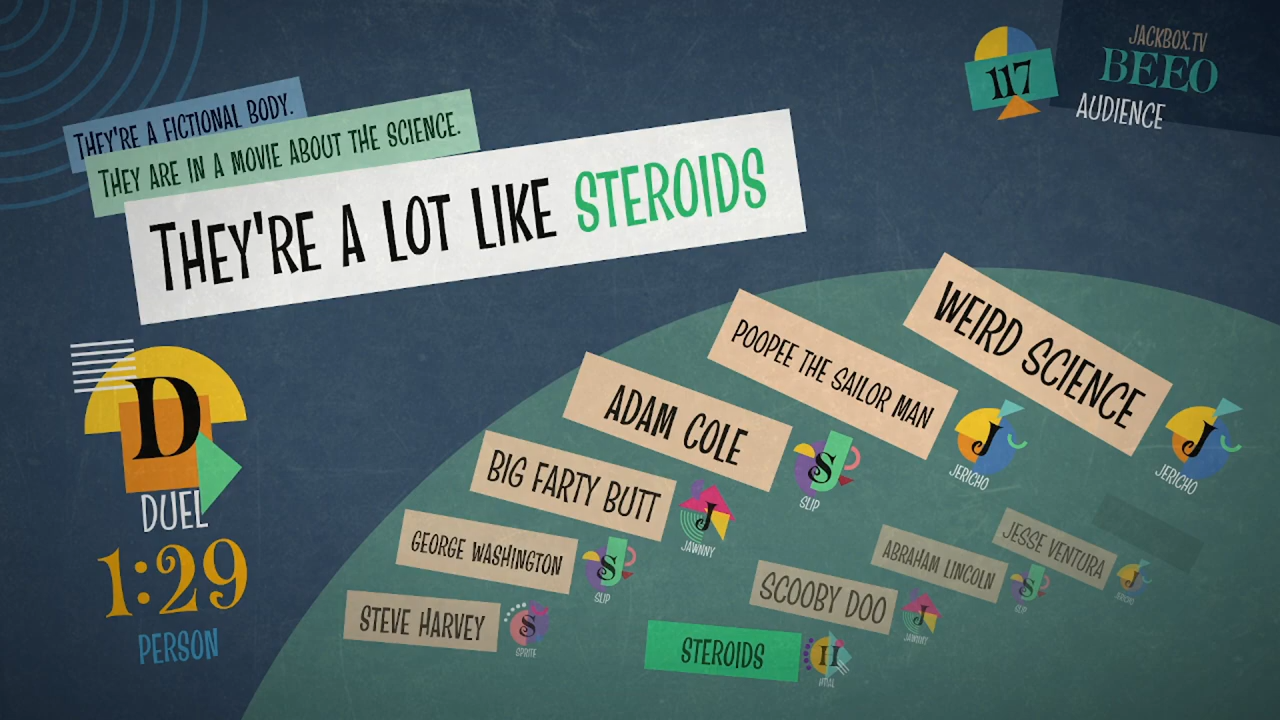 JACKBOX.TV
BEEO
117
AUDIENCE
THEY'RE A FICTIONAL BODY.
THEY ARE IN A MOVIE ABOUT THE SCIENCE.
THEY'RE A LOT LIKE STEROIDS
D
DUEL
1:29
PERSON
WEIRD SCIENCE
J
JERICHO
POOPEE THE SAILOR MAN
J
JERICHO
ADAM COLE
S
SLIP
BIG FARTY BUTT
J
JAWNNY
GEORGE WASHINGTON
S
SLIP
STEVE HARVEY
S
SPRITE
STEROIDS
H
SCOOBY DOO
J
JAWNNY
ABRAHAM LINCOLN
S
SLIP
JESSE VENTURA
J
JERICHO